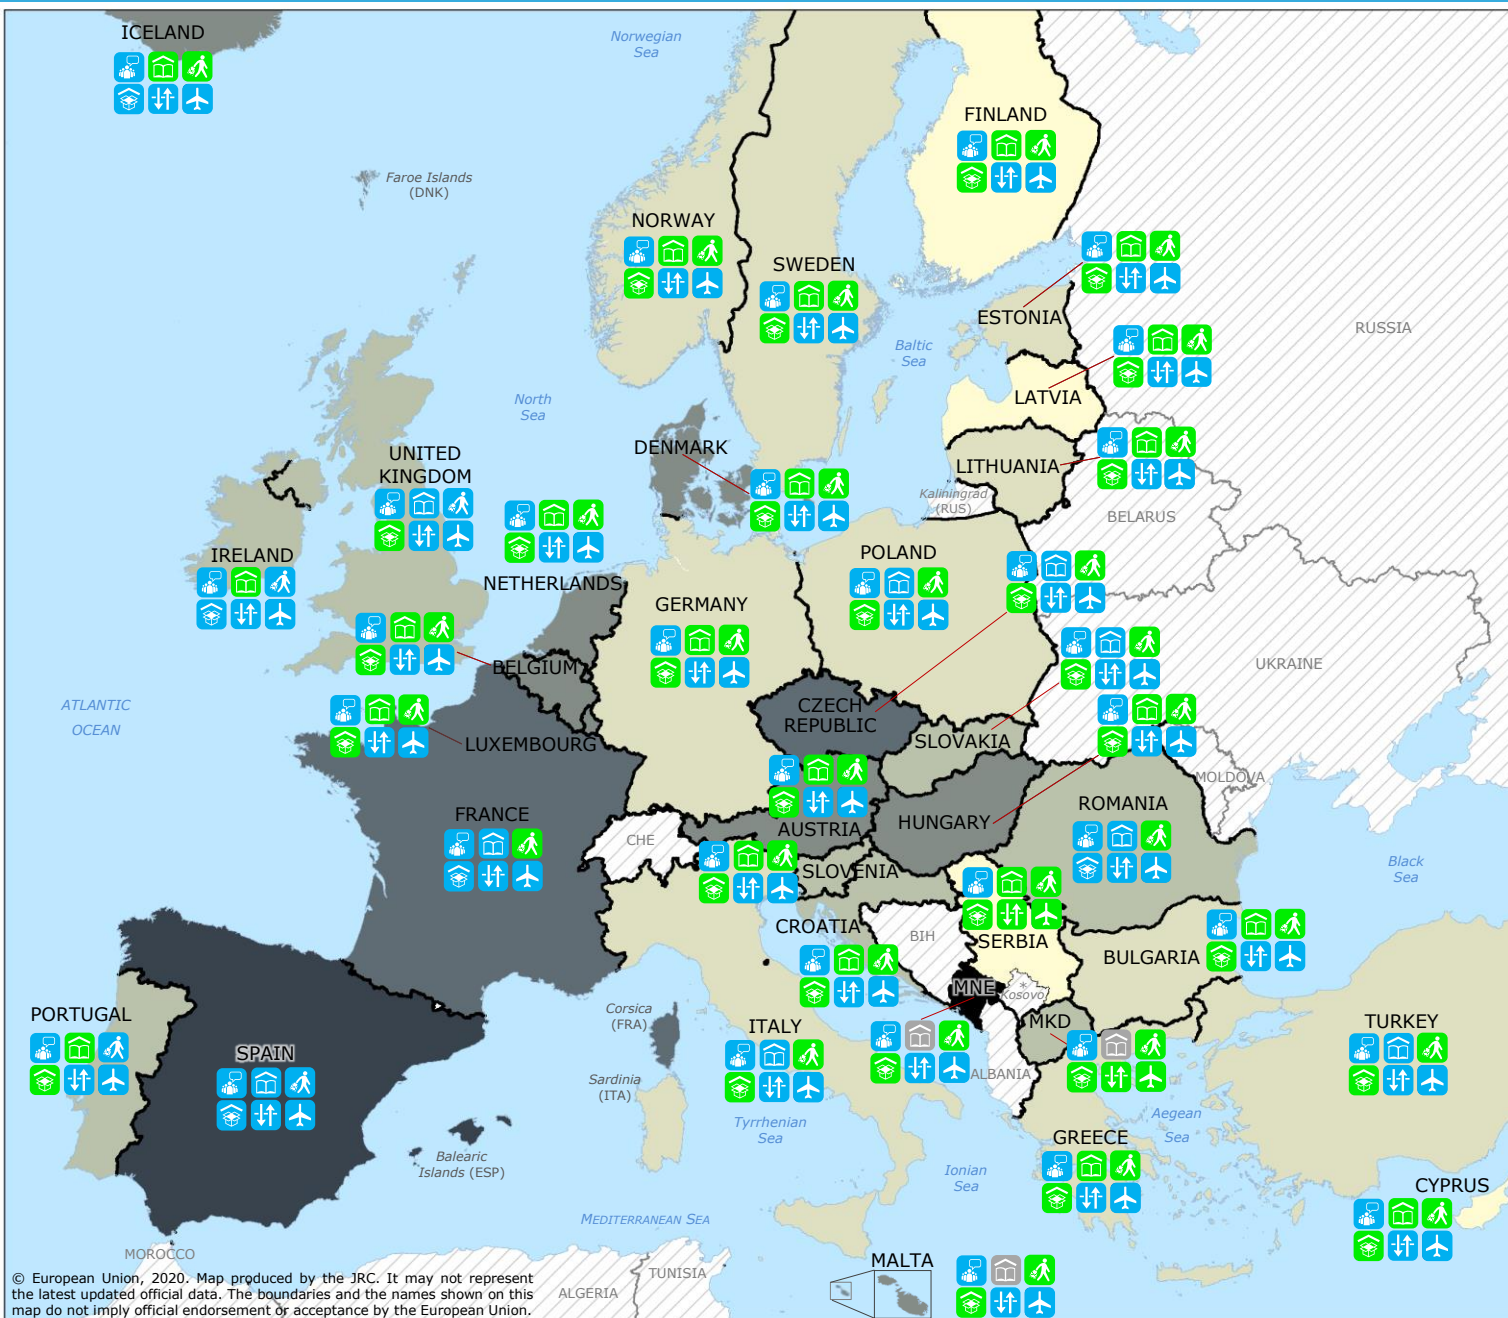 ICELAND
Norwegian
Sea
FINLAND
Faroe Islands
(DNK)
NORWAY
SWEDEN
ESTONIA
RUSSIA
Baltic
Sea
LATVIA
North
Sea
DENMARK
UNITED
KINGDOM
LITHUANIA
Kaliningrad
(RUS)
BELARUS
IRELAND
POLAND
NETHERLANDS
GERMANY
UKRAINE
BELGIUM
ATLANTIC
OCEAN
CZECH
REPUBLIC
LUXEMBOURG
SLOVAKIA
MOLDOVA
ROMANIA
FRANCE
HUNGARY
AUSTRIA
CHE
Black
Sea
SLOVENIA
CROATIA
BIH
SERBIA
BULGARIA
MNE
*
Kosovo
Corsica
(FRA)
PORTUGAL
ITALY
MKD
TURKEY
SPAIN
ALBANIA
Sardinia
(ITA)
Tyrrhenian
Sea
Aegean
Sea
GREECE
Balearic
Islands (ESP)
Ionian
Sea
CYPRUS
MEDITERRANEAN SEA
MOROCCO
MALTA
TUNISIA
ALGERIA
© European Union, 2020. Map produced by the JRC. It may not represent
the latest updated official data. The boundaries and the names shown on this
map do not imply official endorsement or acceptance by the European Union.